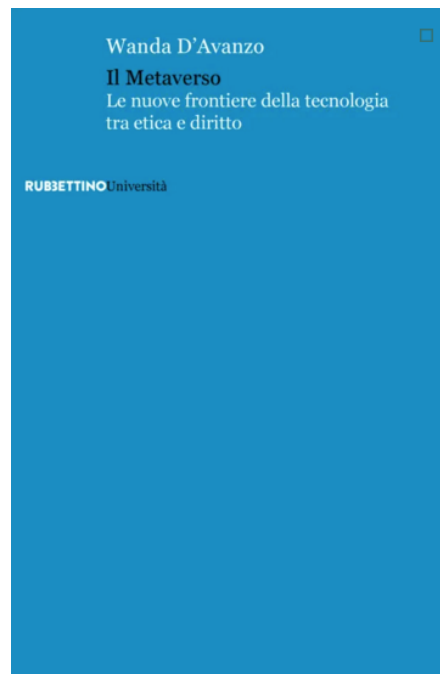 Wanda D’Avanzo
Il Metaverso
Le nuove frontiere della tecnologia
tra etica e diritto
RUBBETTINO Università